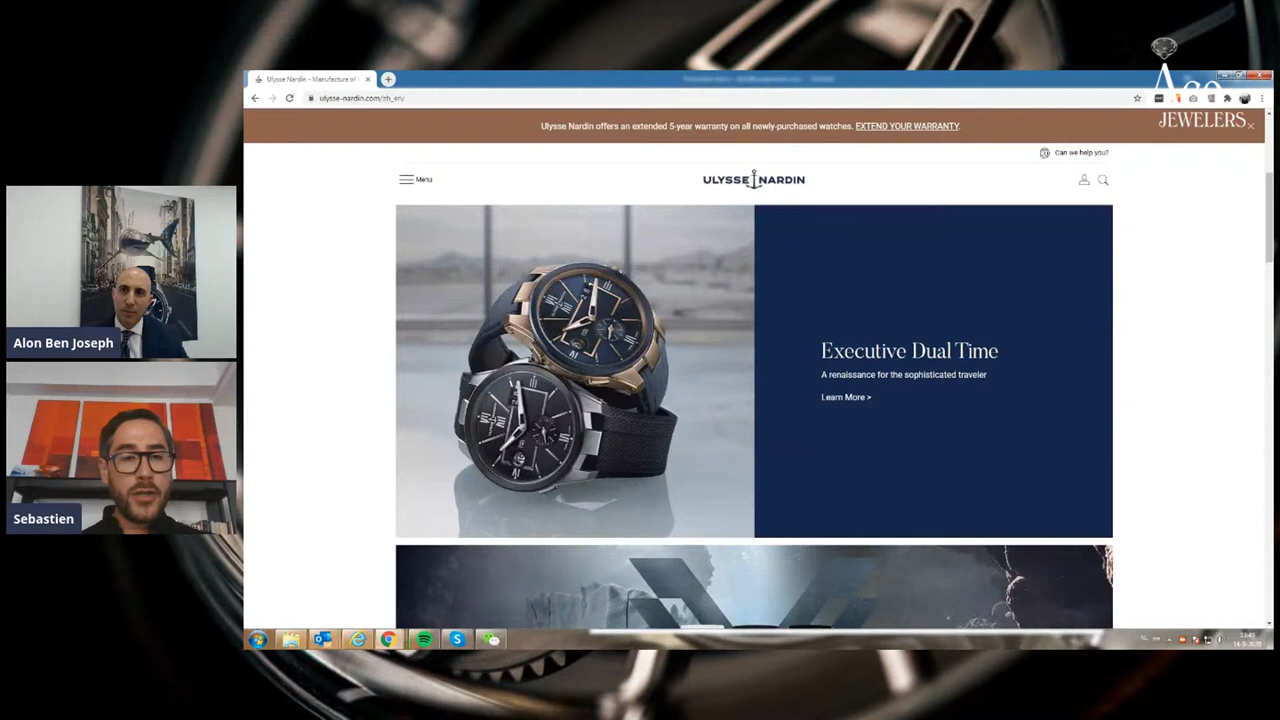 Ace
JEWELERS
Ulysse Nardin - Manufacture of
ulysse-nardin.com/zh_en/
Ulysse Nardin offers an extended 5-year warranty on all newly-purchased watches. EXTEND YOUR WARRANTY.
Can we help you?
Menu
ULYSSE NARDIN
Executive Dual Time
A renaissance for the sophisticated traveler
Learn More >
Alon Ben Joseph
Sebastien
NL